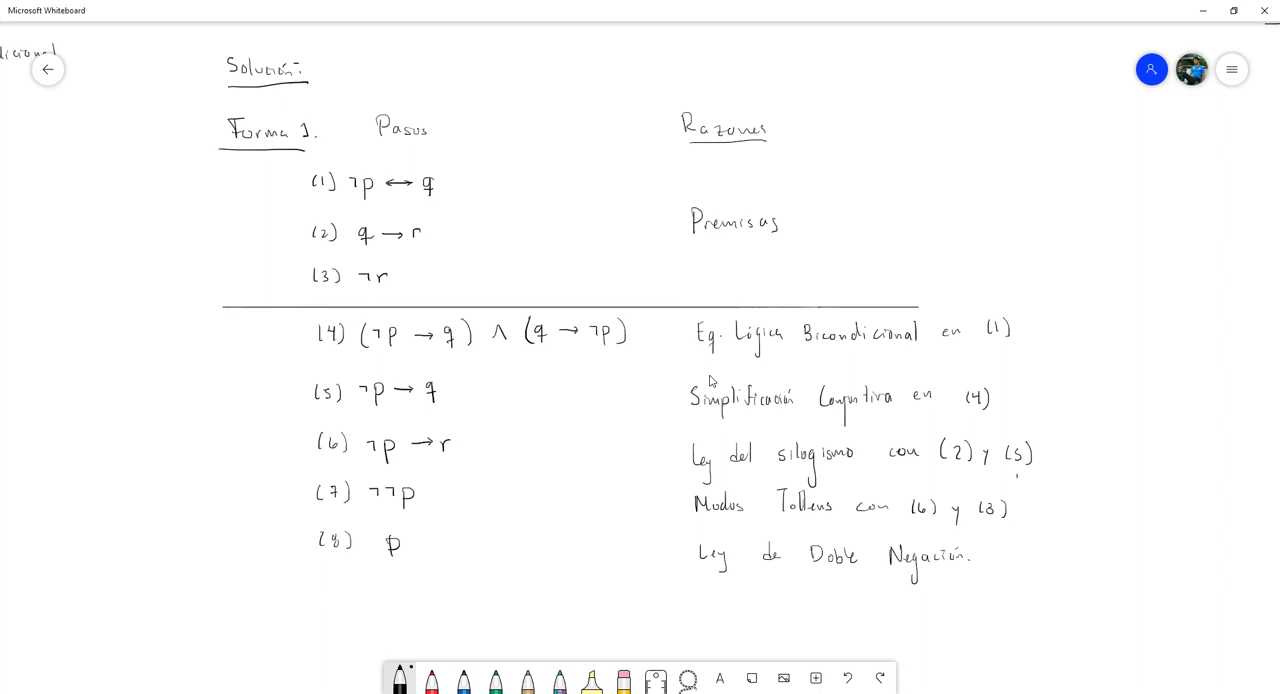 Microsoft Whiteboard
dicional
Solución:
Forma 1. Pasos Razones
(1) ¬p ↔ q
Premisas
(2) q → r
(3) ¬r
(4) (¬p → q) ∧ (q → ¬p) Eq. Lógica Bicondicional en (1)
(5) ¬p → q Simplificación Conjuntiva en (4)
(6) ¬p → r Ley del silogismo con (2) y (5)
(7) ¬¬p Modus Tollens con (6) y (3)
(8) p Ley de Doble Negación.
A